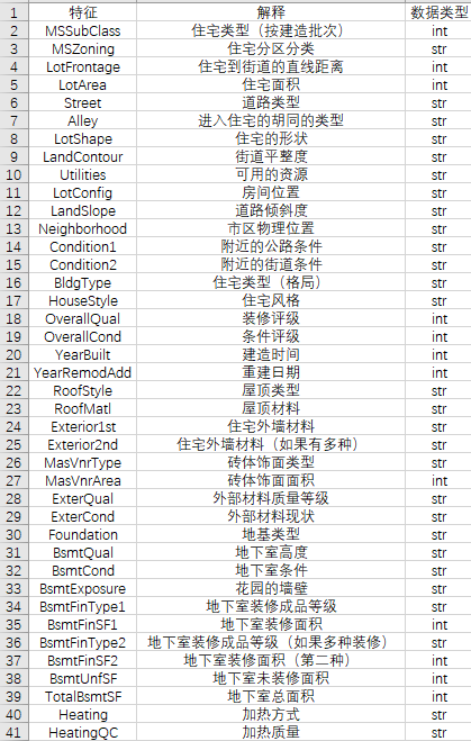 1 特征 解释 数据类型
2 MSSubClass 住宅类型（按建造批次） int
3 MSZoning 住宅分区分类 str
4 LotFrontage 住宅到街道的直线距离 int
5 LotArea 住宅面积 int
6 Street 道路类型 str
7 Alley 进入住宅的胡同的类型 str
8 LotShape 住宅的形状 str
9 LandContour 街道平整度 str
10 Utilities 可用的资源 str
11 LotConfig 房间位置 str
12 LandSlope 道路倾斜度 str
13 Neighborhood 市区物理位置 str
14 Condition1 附近的公路条件 str
15 Condition2 附近的街道条件 str
16 BldgType 住宅类型（格局） str
17 HouseStyle 住宅风格 str
18 OverallQual 装修评级 int
19 OverallCond 条件评级 int
20 YearBuilt 建造时间 int
21 YearRemodAdd 重建日期 int
22 RoofStyle 屋顶类型 str
23 RoofMatl 屋顶材料 str
24 Exterior1st 住宅外墙材料 str
25 Exterior2nd 住宅外墙材料（如果有多种） str
26 MasVnrType 砖体饰面类型 str
27 MasVnrArea 砖体饰面面积 int
28 ExterQual 外部材料质量等级 str
29 ExterCond 外部材料现状 str
30 Foundation 地基类型 str
31 BsmtQual 地下室高度 str
32 BsmtCond 地下室条件 str
33 BsmtExposure 花园的墙壁 str
34 BsmtFinType1 地下室装修成品等级 str
35 BsmtFinSF1 地下室装修面积 int
36 BsmtFinType2 地下室装修成品等级（如果多种装修） str
37 BsmtFinSF2 地下室装修面积（第二种） int
38 BsmtUnfSF 地下室未装修面积 int
39 TotalBsmtSF 地下室总面积 int
40 Heating 加热方式 str
41 HeatingQC 加热质量 str